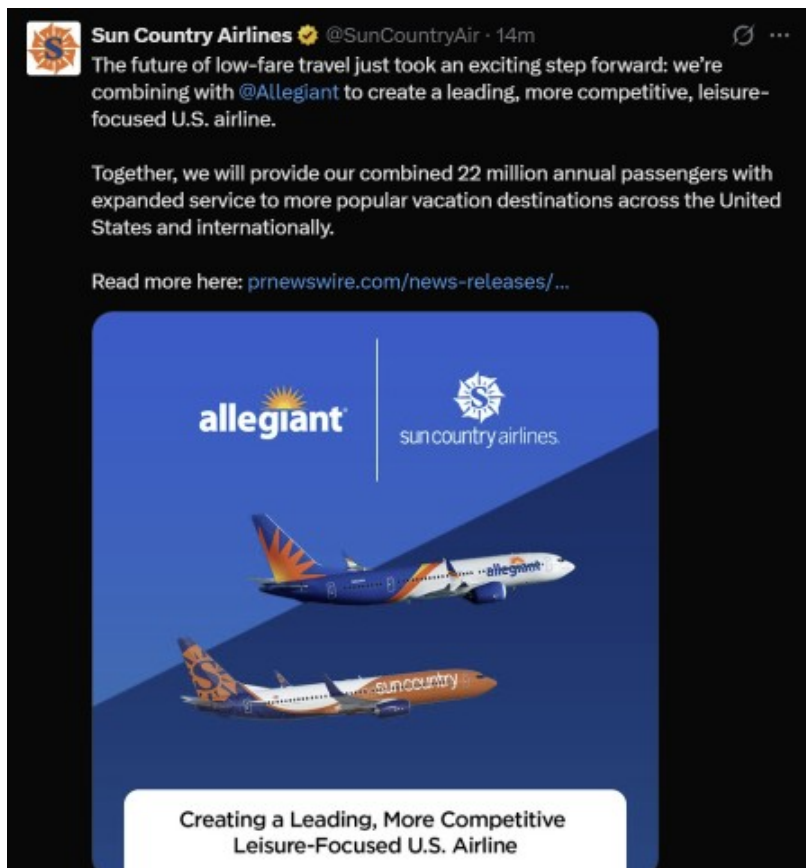 Sun Country Airlines @SunCountryAir · 14m
The future of low-fare travel just took an exciting step forward: we’re
combining with @Allegiant to create a leading, more competitive, leisure-
focused U.S. airline.
Together, we will provide our combined 22 million annual passengers with
expanded service to more popular vacation destinations across the United
States and internationally.
Read more here: prnewswire.com/news-releases/...
allegiant
S
sun country airlines.
allegiant
S
sun country
Creating a Leading, More Competitive
Leisure-Focused U.S. Airline